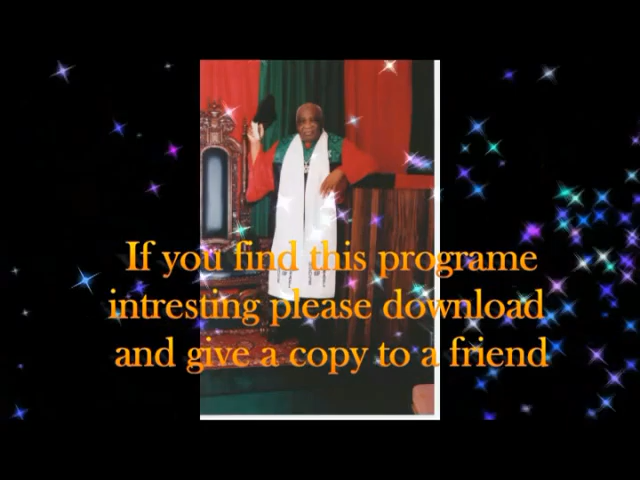 If you find this programe
intresting please download
and give a copy to a friend